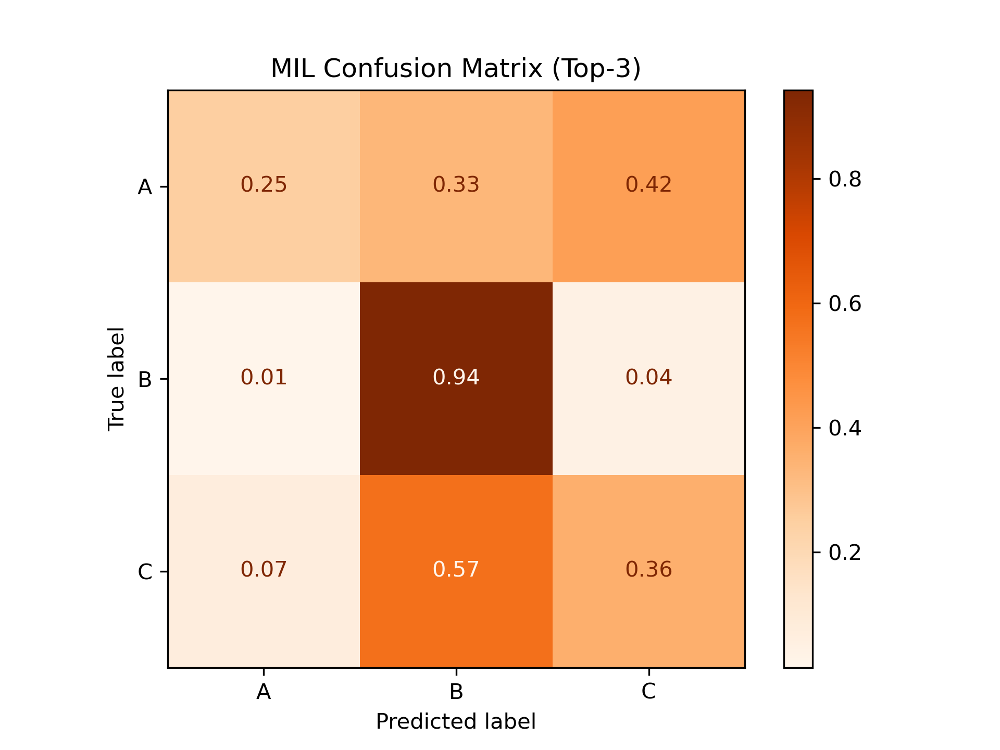 MIL Confusion Matrix (Top-3)
A 0.25 0.33 0.42
B 0.01 0.94 0.04
C 0.07 0.57 0.36
A B C
Predicted label
True label
0.8
0.6
0.4
0.2